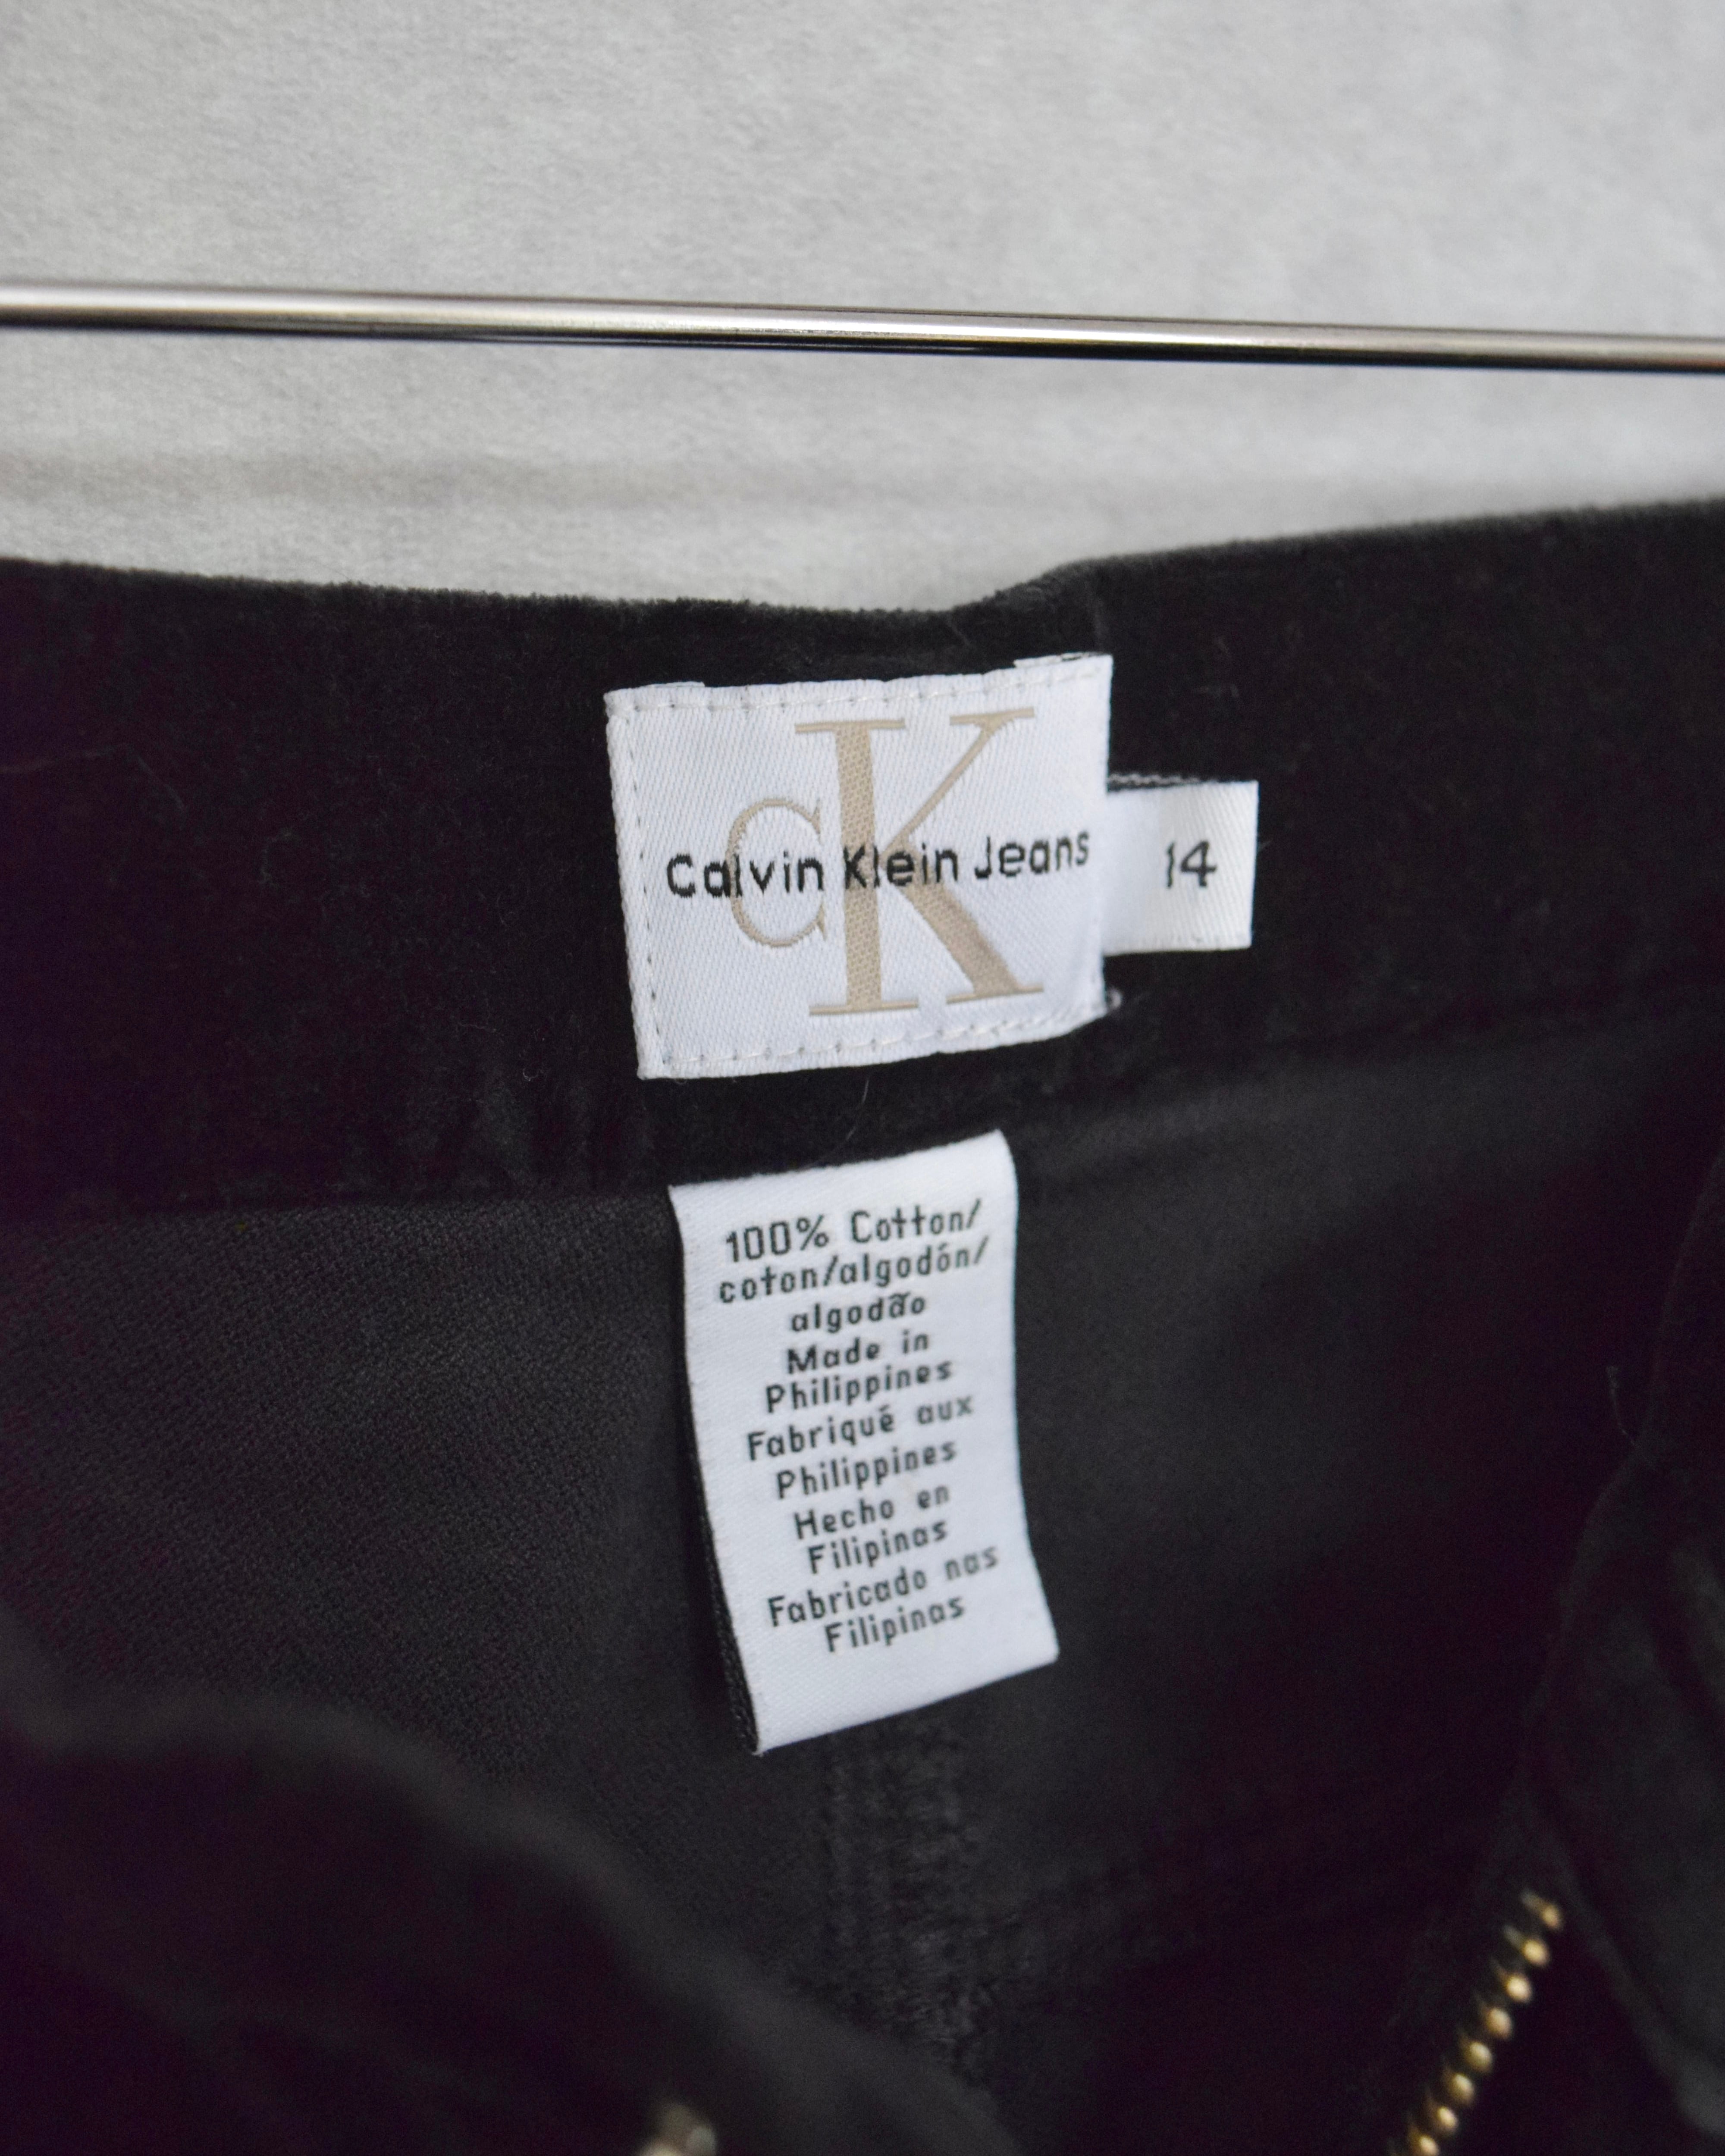 cK
Calvin Klein Jeans
14
100% Cotton/
coton/algodón/
algodão
Made in
Philippines
Fabriqué aux
Philippines
Hecho en
Filipinas
Fabricado nas
Filipinas